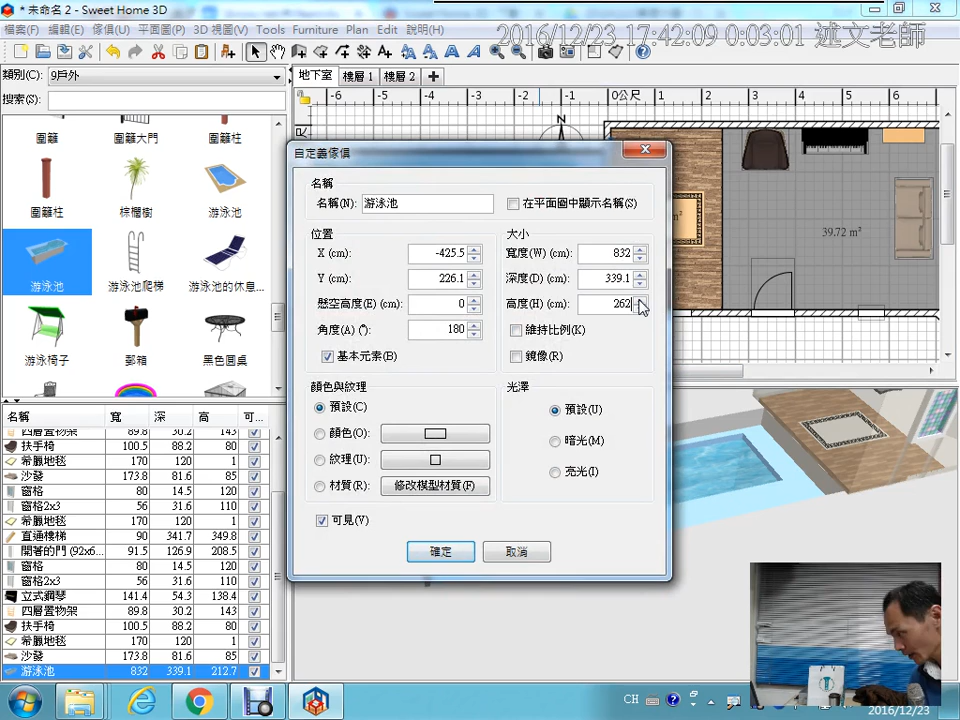 * 未命名 2 - Sweet Home 3D
檔案(F) 編輯(E) 傢俱(U) 平面圖(P) 3D 視圖(V) Tools Furniture Plan Edit 說明(H)
2016/12/23 17:42:09 0:03:01 述文老師
類別(C): 9戶外
搜索(S):
地下室 樓層 1 樓層 2
-6 -5 -4 -3 -2 -1 0公尺 1 2 3 4 5 6
N
圍籬 圍籬大門 圍籬柱
圍籬柱 棕櫚樹 游泳池
游泳池 游泳池爬梯 游泳池的休息...
游泳椅子 郵箱 黑色圓桌
39.72 m²
自定義傢俱
名稱
名稱(N): 游泳池 在平面圖中顯示名稱(S)
位置 大小
X (cm): -425.5 寬度(W) (cm): 832
Y (cm): 226.1 深度(D) (cm): 339.1
懸空高度(E) (cm): 0 高度(H) (cm): 262
角度(A) (°): 180 維持比例(K)
基本元素(B) 鏡像(R)
顏色與紋理 光澤
預設(C) 預設(U)
顏色(O):
暗光(M)
紋理(U):
亮光(I)
材質(R): 修改模型材質(F)
可見(V)
確定 取消
名稱 寬 深 高 可...
四層置物架 89.8 30.2 143
扶手椅 100.5 88.2 80
希臘地毯 170 120 1
沙發 173.8 81.6 85
窗格 80 14.5 120
窗格2x3 56 31.6 110
希臘地毯 170 120 1
直通樓梯 90 341.7 349.8
開著的門 (92x6... 91.5 126.9 208.5
窗格 80 14.5 120
窗格2x3 56 31.6 110
立式鋼琴 141.4 54.3 138.4
四層置物架 89.8 30.2 143
扶手椅 100.5 88.2 80
希臘地毯 170 120 1
沙發 173.8 81.6 85
游泳池 832 339.1 212.7
CH
2016/12/23